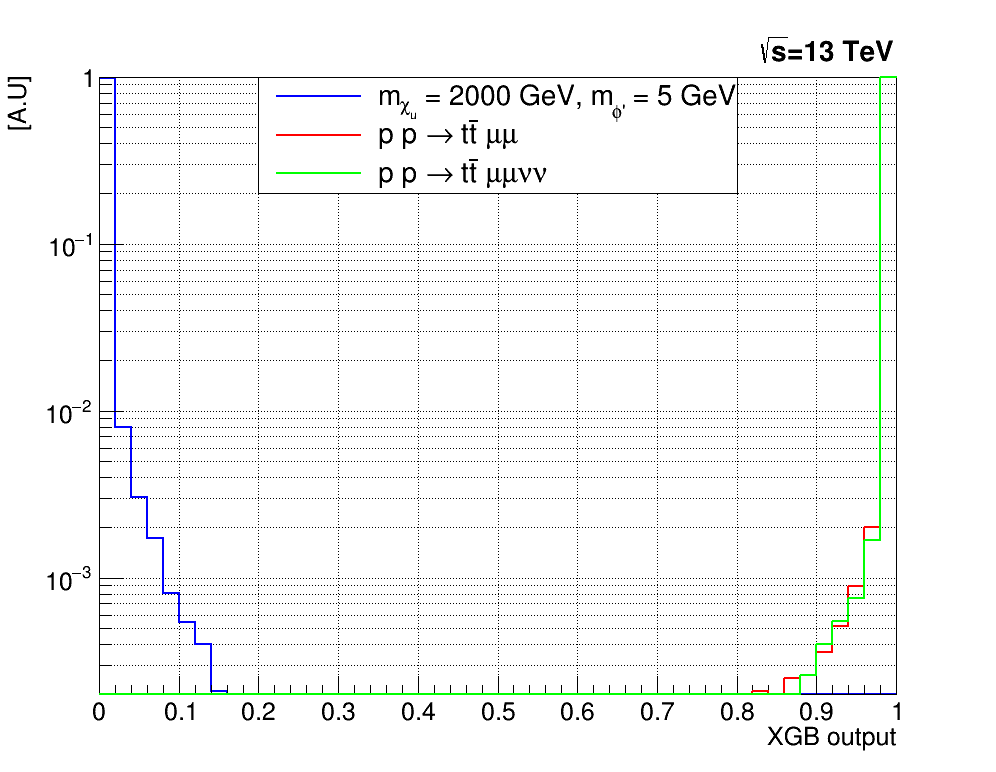 √s=13 TeV
[A.U]
m_χ_u = 2000 GeV, m_ϕ' = 5 GeV
p p → tt̄ μμ
p p → tt̄ μμνν
1
10⁻¹
10⁻²
10⁻³
0 0.1 0.2 0.3 0.4 0.5 0.6 0.7 0.8 0.9 1
XGB output